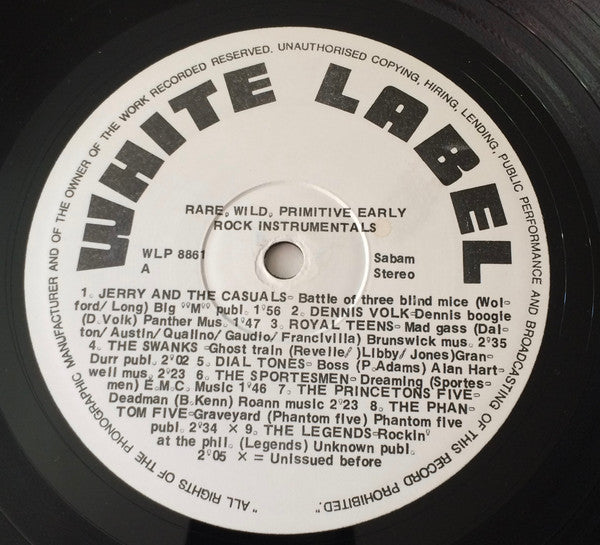 "ALL RIGHTS OF THE PHONOGRAPHIC MANUFACTURER AND OF THE OWNER OF THE WORK RECORDED RESERVED. UNAUTHORISED COPYING, HIRING, LENDING, PUBLIC PERFORMANCE AND BROADCASTING OF THIS RECORD PROHIBITED."
WHITE LABEL
RARE, WILD, PRIMITIVE EARLY
ROCK INSTRUMENTALS
WLP 8861 Sabam
A Stereo
1. JERRY AND THE CASUALS- Battle of three blind mice (Wol-
ford/ Long) Big "M" publ. 1'56 2. DENNIS VOLK-Dennis boogie
(D.Volk) Panther Mus. 1'47 3. ROYAL TEENS-Mad gass (Dal-
ton/Austin/Qualino/Gaudio/Francivilla) Brunswick mus. 2'35
4. THE SWANKS -Ghost train (Reveile/ )Libby/Jones)Gran-
Durr publ. 2'02 5. DIAL TONES- Boss (P.Adams) Alan Hart-
well mus. 2'23 6. THE SPORTESMEN- Dreaming (Sportes-
men) E.M.C. Music 1'46 7. THE PRINCETONS FIVE-
Deadman (B.Kenn) Roann music 2'23 8. THE PHAN-
TOM FIVE-Graveyard (Phantom five) Phantom five
publ. 2'34 × 9. THE LEGENDS-Rockin'
at the phil. (Legends) Unknown publ.
2'05 × = Unissued before